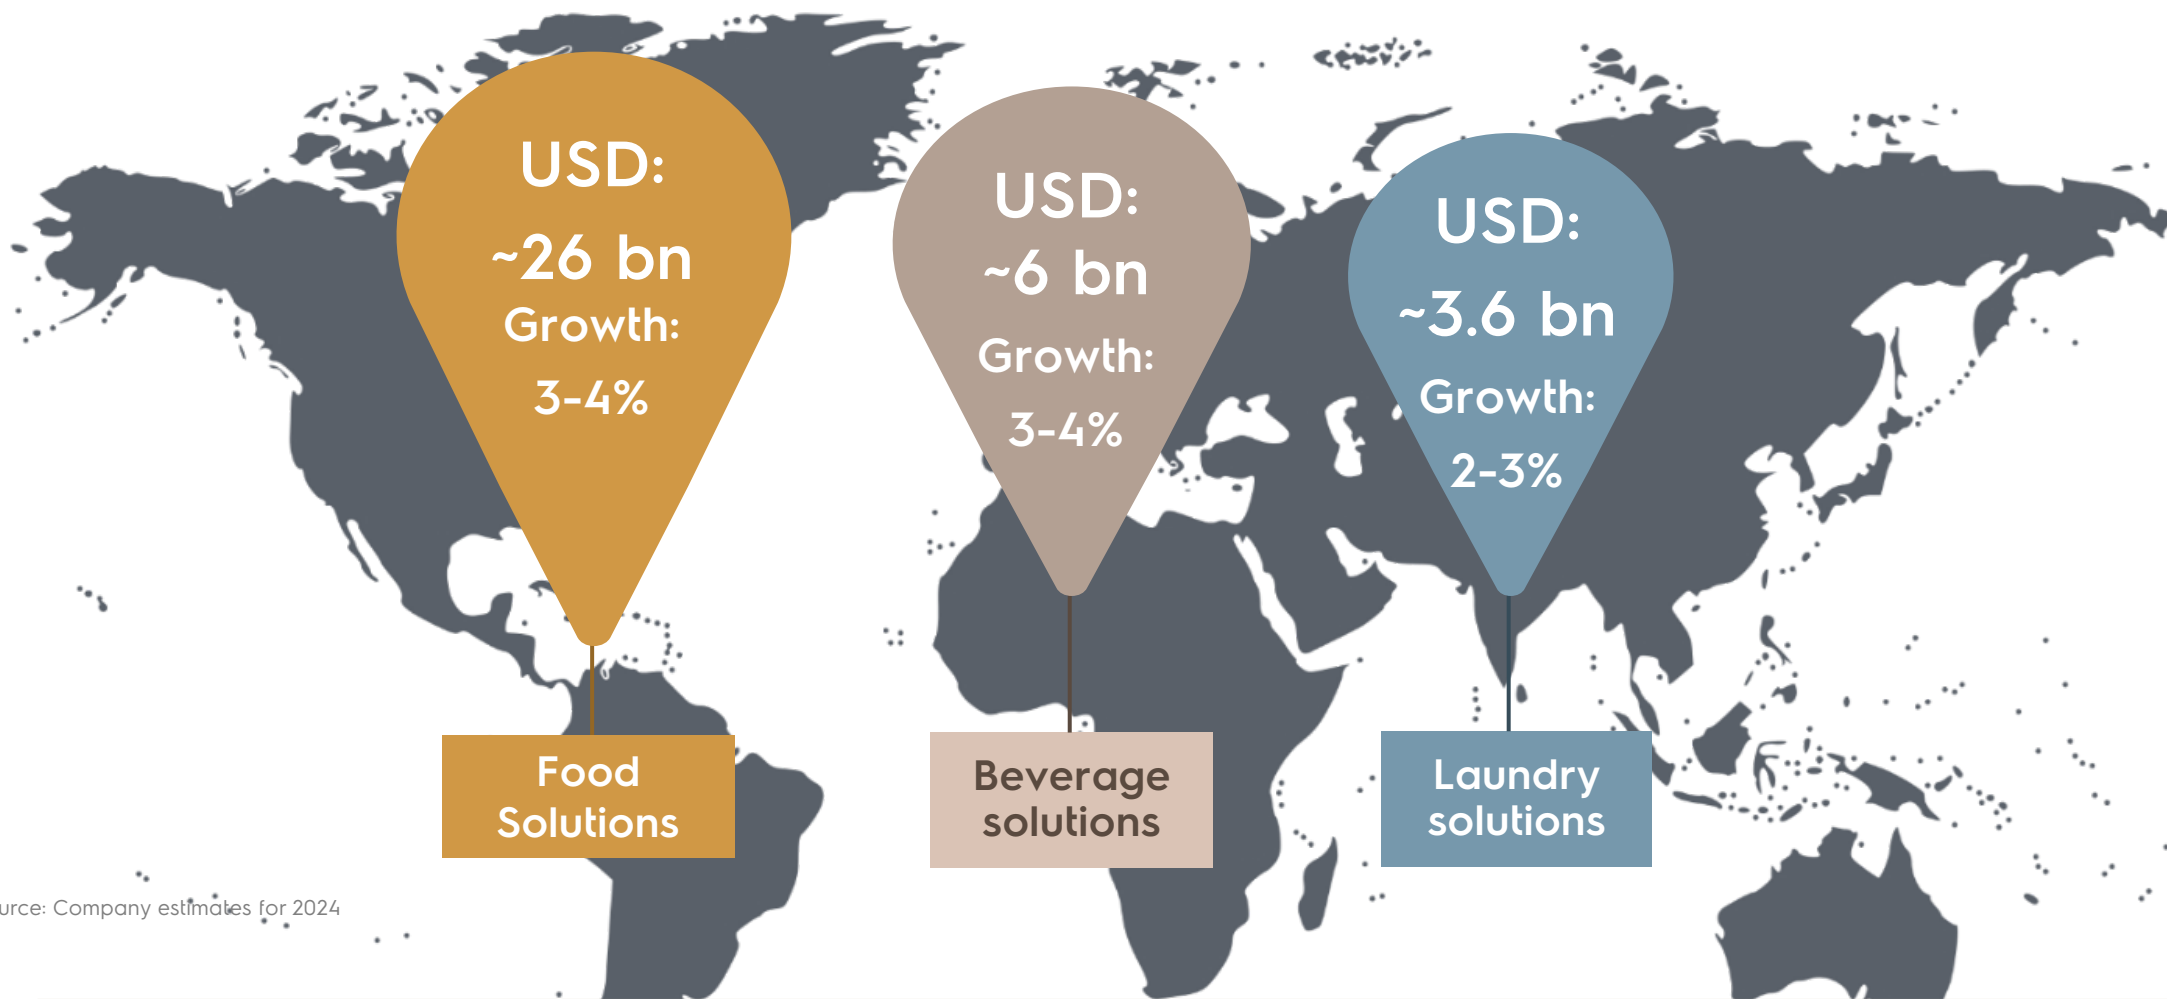 USD:
~26 bn
Growth:
3-4%
USD:
~6 bn
Growth:
3-4%
USD:
~3.6 bn
Growth:
2-3%
Food
Solutions
Beverage
solutions
Laundry
solutions
urce: Company estimates for 2024